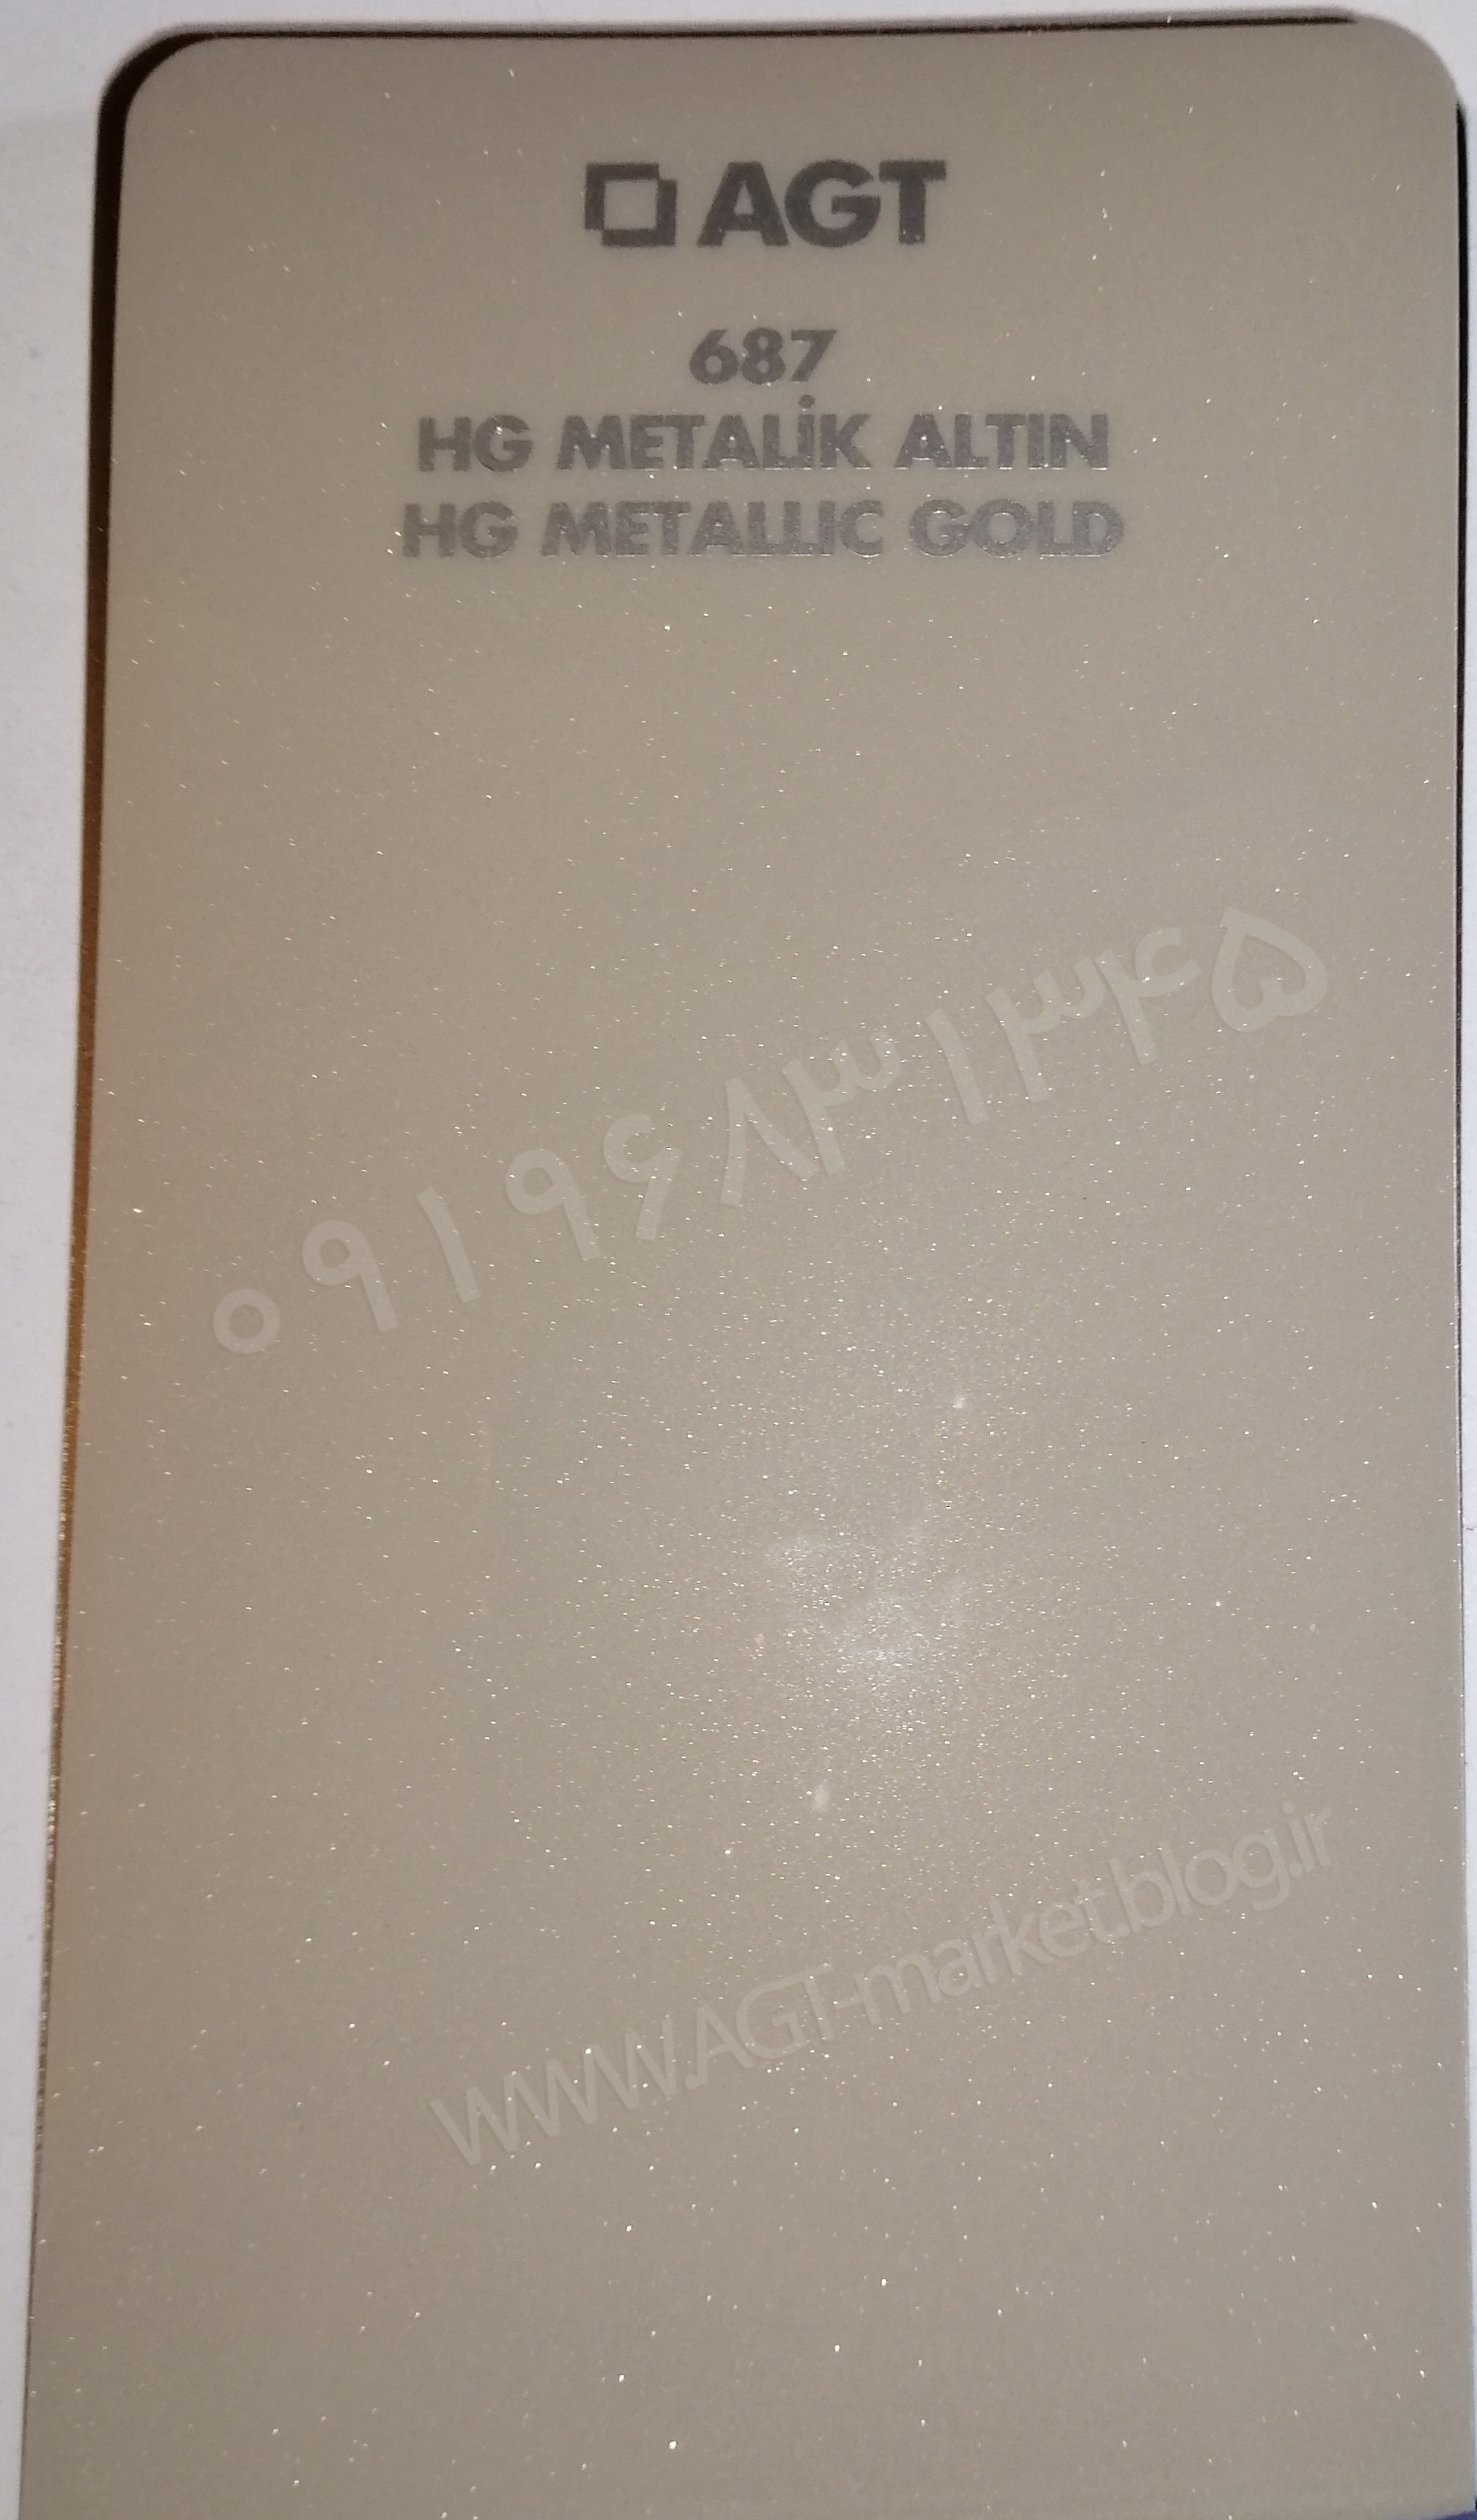 AGT
687
HG METALİK ALTIN
HG METALLIC GOLD
۰۹۱۹۶۸۳۱۳۴۵
WWW.AGT-market.blog.ir